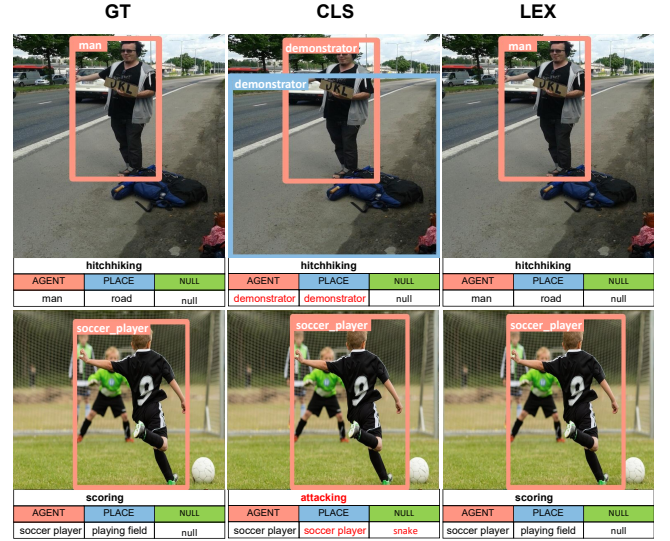 GT CLS LEX
man demonstrator man
demonstrator
DKL DKL DKL
hitchhiking hitchhiking hitchhiking
AGENT PLACE NULL AGENT PLACE NULL AGENT PLACE NULL
man road null demonstrator demonstrator null man road null
soccer_player soccer_player soccer_player
9 9 9
scoring attacking scoring
AGENT PLACE NULL AGENT PLACE NULL AGENT PLACE NULL
soccer player playing field null soccer player soccer player snake soccer player playing field null